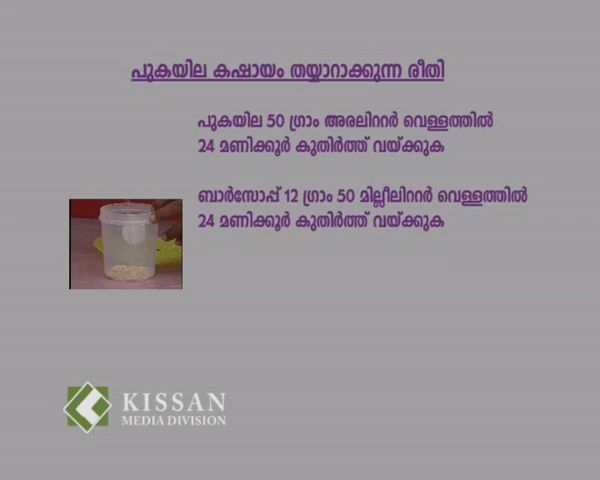 പുകയില കഷായം തയ്യാറാക്കുന്ന രീതി
പുകയില 50 ഗ്രാം അരലിററർ വെള്ളത്തിൽ
24 മണിക്കൂർ കുതിർത്ത് വയ്ക്കുക
ബാർസോപ്പ് 12 ഗ്രാം 50 മില്ലീലിററർ വെള്ളത്തിൽ
24 മണിക്കൂർ കുതിർത്ത് വയ്ക്കുക
KISSAN
MEDIA DIVISION